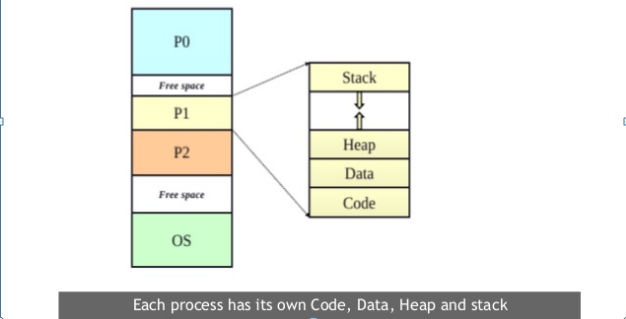 P0
Free space
P1
P2
Free space
OS
Stack
Heap
Data
Code
Each process has its own Code, Data, Heap and stack